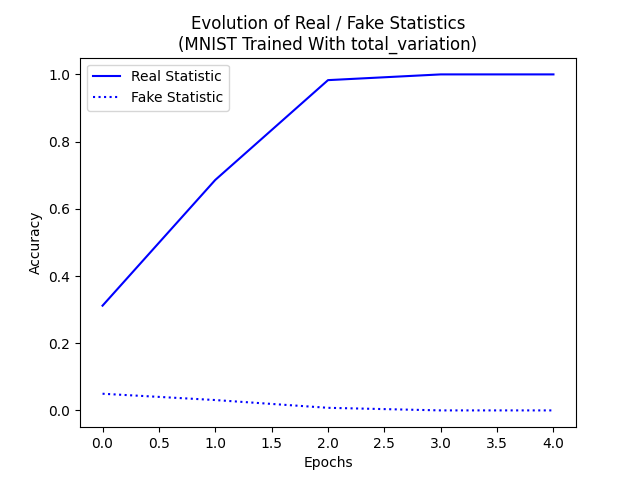 Evolution of Real / Fake Statistics
(MNIST Trained With total_variation)
Real Statistic
Fake Statistic
Accuracy
1.0
0.8
0.6
0.4
0.2
0.0
0.0 0.5 1.0 1.5 2.0 2.5 3.0 3.5 4.0
Epochs